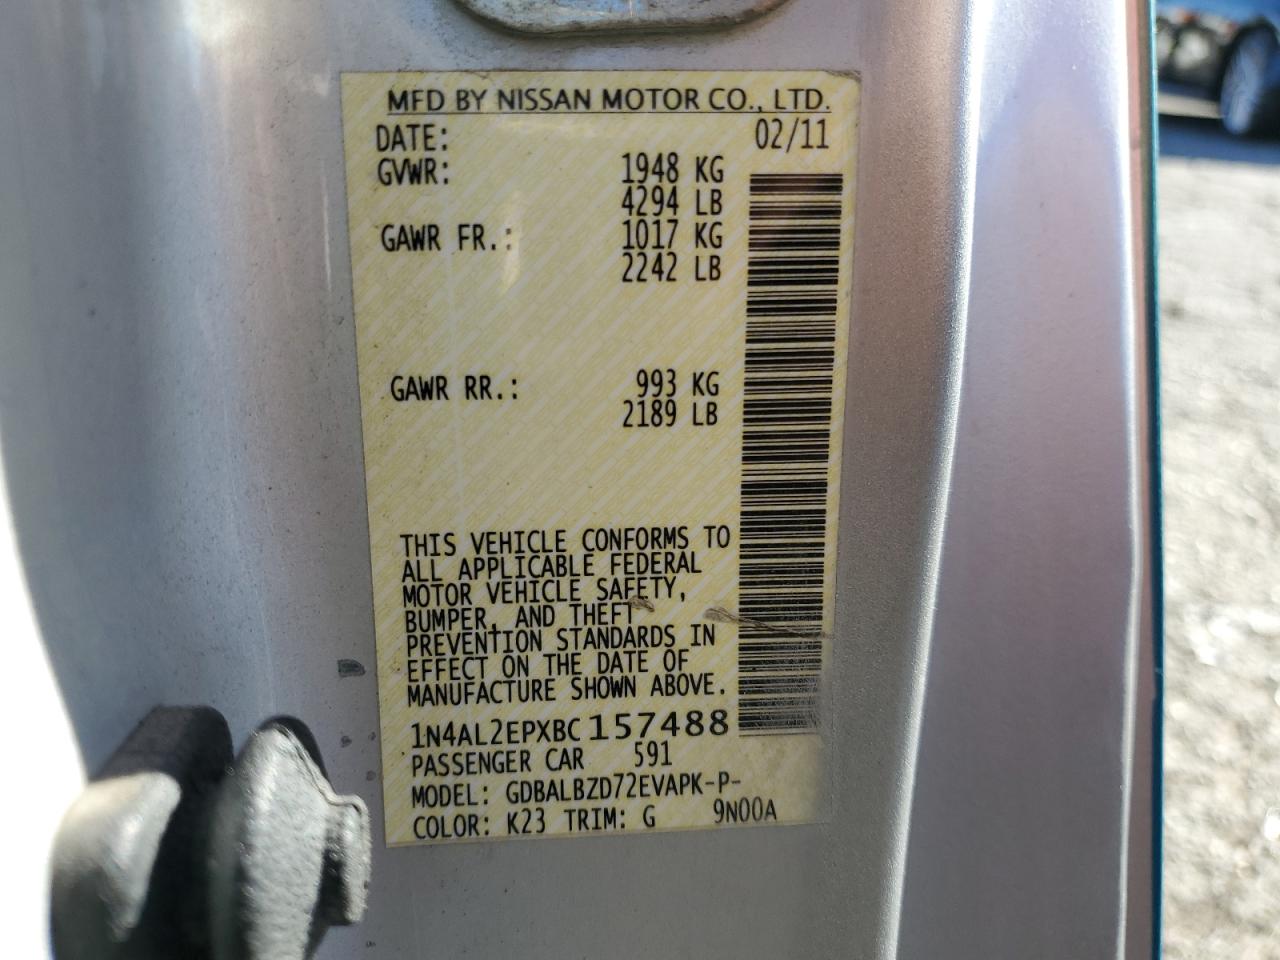 MFD BY NISSAN MOTOR CO., LTD.
DATE: 02/11
GVWR: 1948 KG
4294 LB
GAWR FR.: 1017 KG
2242 LB
GAWR RR.: 993 KG
2189 LB
THIS VEHICLE CONFORMS TO
ALL APPLICABLE FEDERAL
MOTOR VEHICLE SAFETY,
BUMPER, AND THEFT
PREVENTION STANDARDS IN
EFFECT ON THE DATE OF
MANUFACTURE SHOWN ABOVE.
1N4AL2EPXBC157488
PASSENGER CAR 591
MODEL: GDBALBZD72EVAPK-P-
COLOR: K23 TRIM: G 9N00A